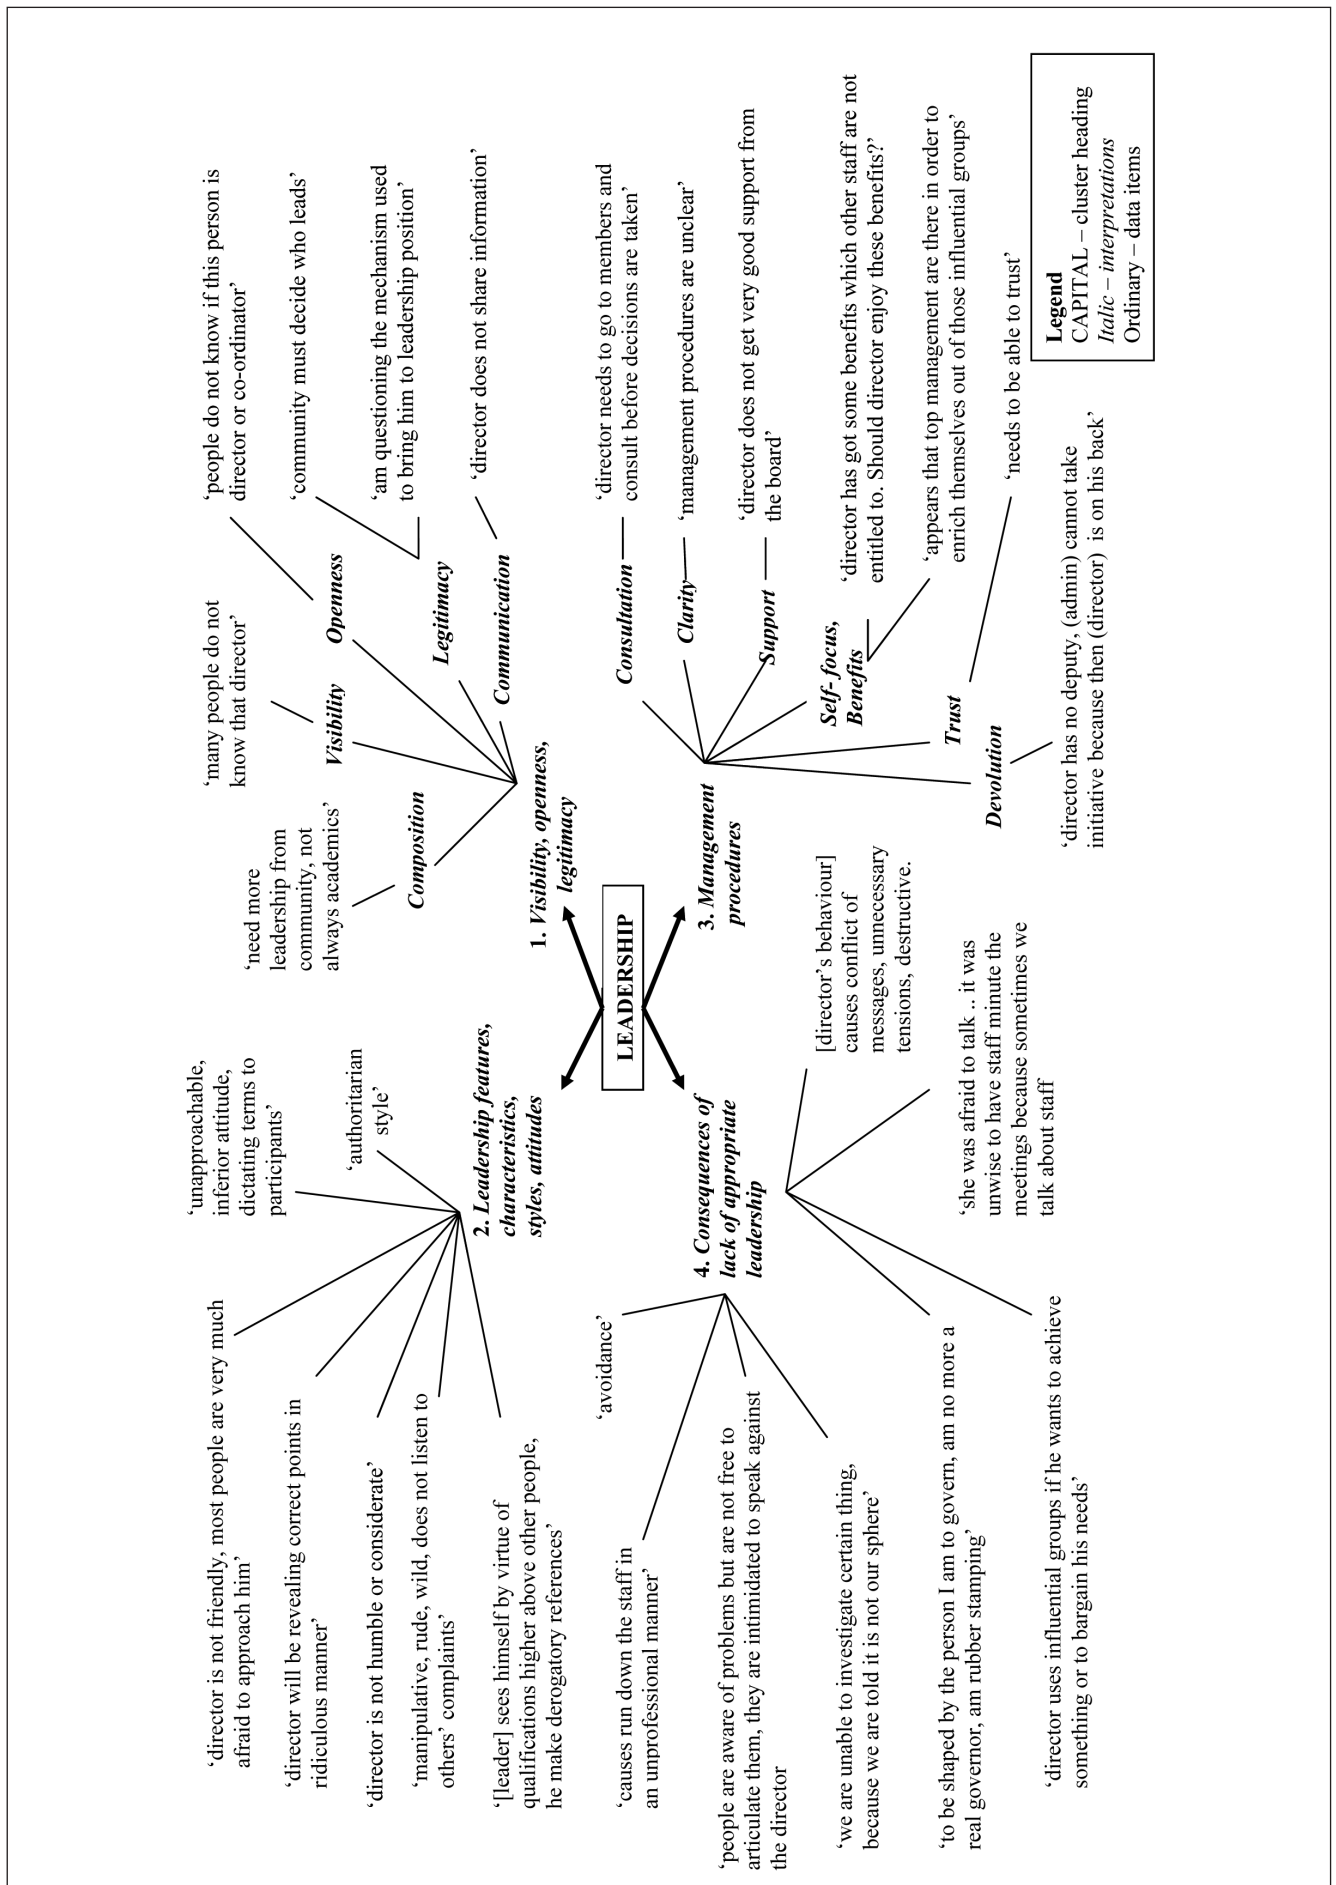 'director is not friendly, most people are very much
afraid to approach him'
'director will be revealing correct points in
ridiculous manner'
'director is not humble or considerate'
'manipulative, rude, wild, does not listen to
others' complaints'
'[leader] sees himself by virtue of
qualifications higher above other people,
he make derogatory references'
'unapproachable,
inferior attitude,
dictating terms to
participants'
'authoritarian
style'
2. Leadership features,
characteristics,
styles, attitudes
'need more
leadership from
community, not
always academics'
Composition
'many people do not
know that director'
Visibility
'people do not know if this person is
director or co-ordinator'
Openness
'community must decide who leads'
'am questioning the mechanism used
to bring him to leadership position'
Legitimacy
'director does not share information'
Communication
1. Visibility, openness,
legitimacy
LEADERSHIP
'avoidance'
'causes run down the staff in
an unprofessional manner'
'people are aware of problems but are not free to
articulate them, they are intimidated to speak against
the director
'we are unable to investigate certain thing,
because we are told it is not our sphere'
'to be shaped by the person I am to govern, am no more a
real governor, am rubber stamping'
'director uses influential groups if he wants to achieve
something or to bargain his needs'
4. Consequences of
lack of appropriate
leadership
[director's behaviour]
causes conflict of
messages, unnecessary
tensions, destructive.
'she was afraid to talk .. it was
unwise to have staff minute the
meetings because sometimes we
talk about staff
3. Management
procedures
Consultation
'director needs to go to members and
consult before decisions are taken'
Clarity
'management procedures are unclear'
Support
'director does not get very good support from
the board'
Self- focus,
Benefits
'director has got some benefits which other staff are not
entitled to. Should director enjoy these benefits?'
'appears that top management are there in order to
enrich themselves out of those influential groups'
Trust
'needs to be able to trust'
Devolution
'director has no deputy, (admin) cannot take
initiative because then (director) is on his back'
Legend
CAPITAL – cluster heading
Italic – interpretations
Ordinary – data items